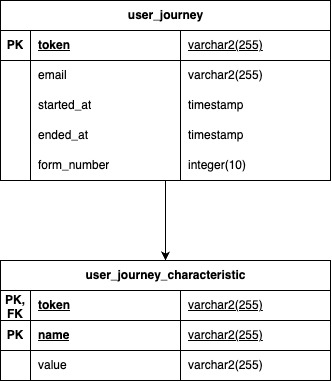 user_journey
PK token varchar2(255)
email varchar2(255)
started_at timestamp
ended_at timestamp
form_number integer(10)
user_journey_characteristic
PK, FK token varchar2(255)
PK name varchar2(255)
value varchar2(255)